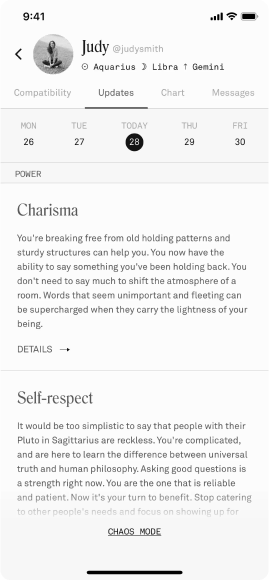 9:41
Judy @judysmith
☉ Aquarius ☽ Libra ↑ Gemini
Compatibility Updates Chart Messages
MON TUE TODAY THU FRI
26 27 28 29 30
POWER
Charisma
You're breaking free from old holding patterns and
sturdy structures can help you. You now have the
ability to say something you've been holding back. You
don't need to say much to shift the atmosphere of a
room. Words that seem unimportant and fleeting can
be supercharged when they carry the lightness of your
being.
DETAILS →
Self-respect
It would be too simplistic to say that people with their
Pluto in Sagittarius are reckless. You're complicated,
and are here to learn the difference between universal
truth and human philosophy. Asking good questions is
a strength right now. You are the one that is reliable
and patient. Now it's your turn to benefit. Stop catering
to other people's needs and focus on showing up for
CHAOS MODE